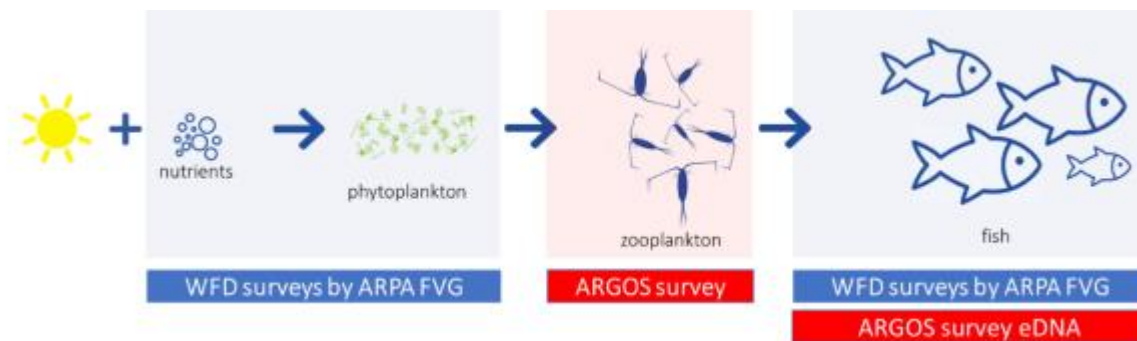 nutrients
phytoplankton
zooplankton
fish
WFD surveys by ARPA FVG
ARGOS survey
WFD surveys by ARPA FVG
ARGOS survey eDNA